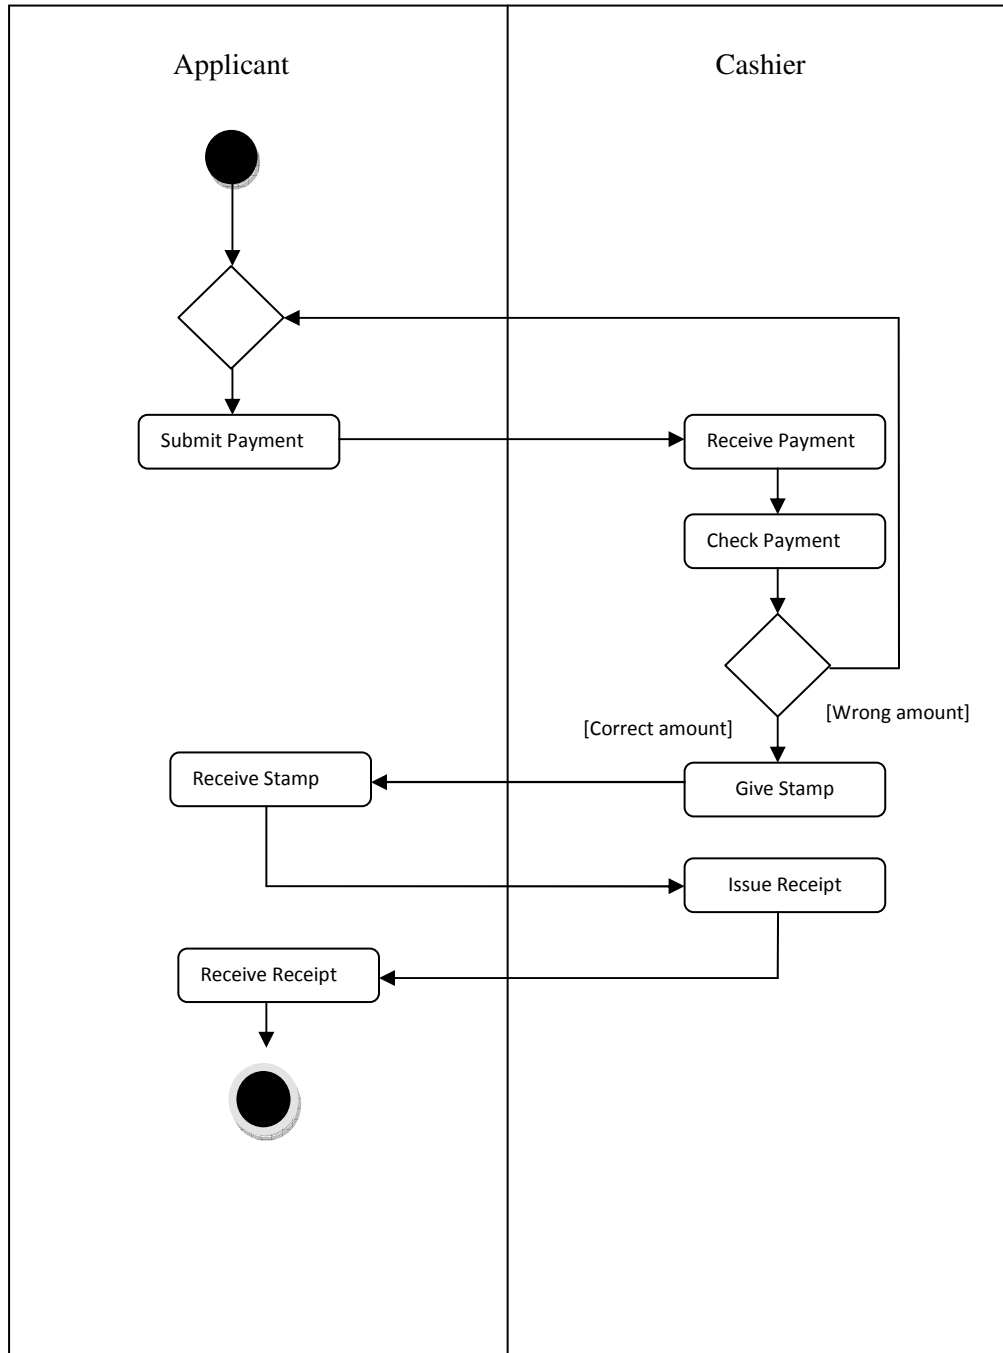 Applicant
Cashier
Submit Payment
Receive Payment
Check Payment
[Wrong amount]
[Correct amount]
Receive Stamp
Give Stamp
Issue Receipt
Receive Receipt